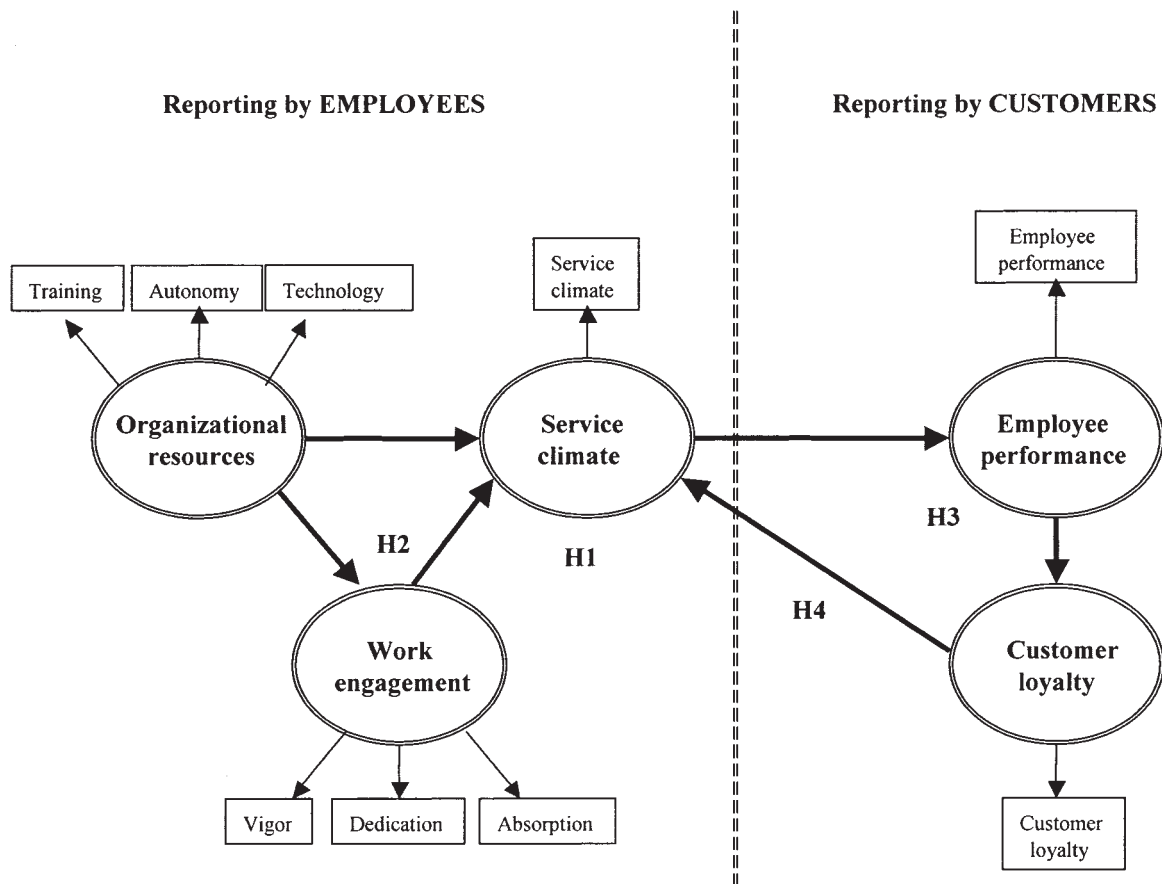 Reporting by EMPLOYEES
Reporting by CUSTOMERS
Training
Autonomy
Technology
Service
climate
Employee
performance
Organizational
resources
Service
climate
Employee
performance
H2
H1
H3
H4
Work
engagement
Customer
loyalty
Vigor
Dedication
Absorption
Customer
loyalty